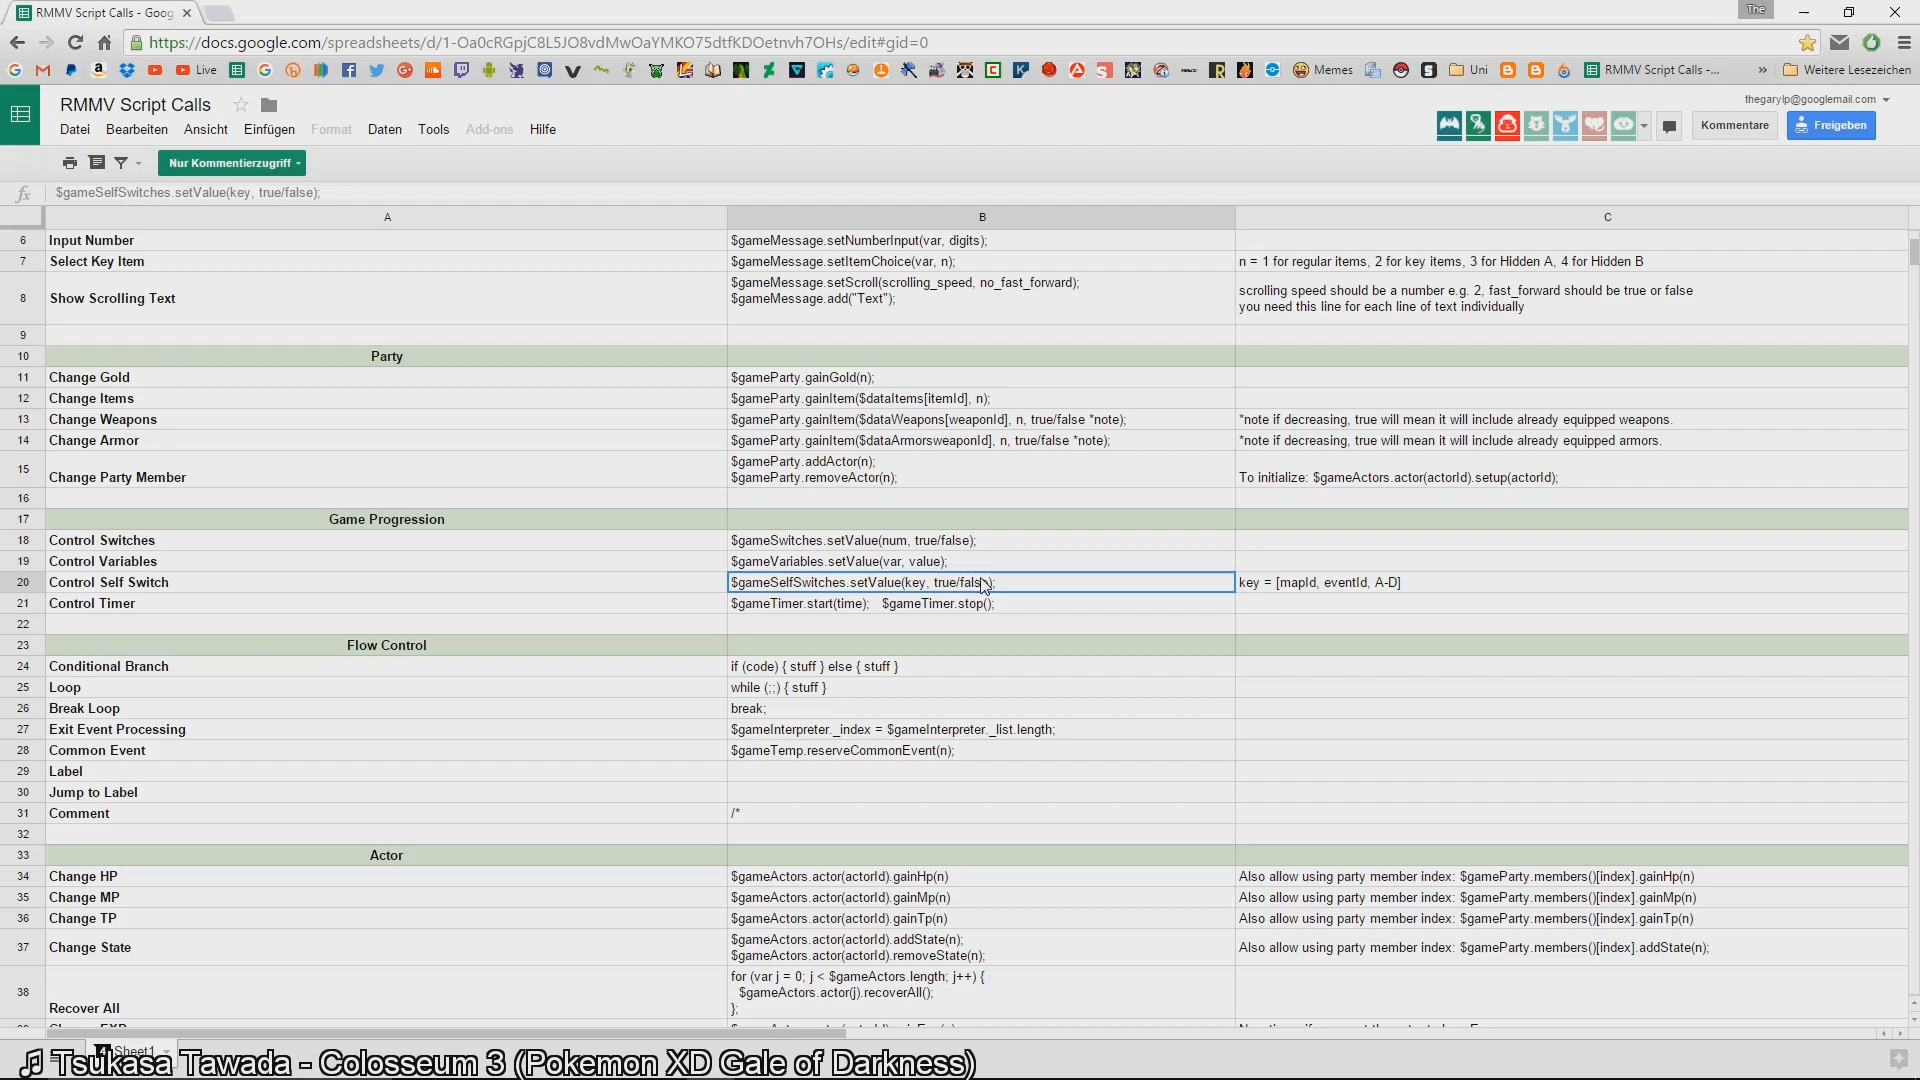 RMMV Script Calls - Goog
The
https://docs.google.com/spreadsheets/d/1-Oa0cRGpjC8L5JO8vdMwOaYMKO75dtfKDOetnvh7OHs/edit#gid=0
Live
Memes
Uni
RMMV Script Calls -...
» Weitere Lesezeichen
RMMV Script Calls
thegarylp@googlemail.com
Datei Bearbeiten Ansicht Einfügen Format Daten Tools Add-ons Hilfe
Kommentare
Freigeben
Nur Kommentierzugriff
fx $gameSelfSwitches.setValue(key, true/false);
A B C
6 Input Number $gameMessage.setNumberInput(var, digits);
7 Select Key Item $gameMessage.setItemChoice(var, n); n = 1 for regular items, 2 for key items, 3 for Hidden A, 4 for Hidden B
8 Show Scrolling Text
$gameMessage.setScroll(scrolling_speed, no_fast_forward);
$gameMessage.add("Text");
scrolling speed should be a number e.g. 2, fast_forward should be true or false
you need this line for each line of text individually
9
10 Party
11 Change Gold $gameParty.gainGold(n);
12 Change Items $gameParty.gainItem($dataItems[itemId], n);
13 Change Weapons $gameParty.gainItem($dataWeapons[weaponId], n, true/false *note); *note if decreasing, true will mean it will include already equipped weapons.
14 Change Armor $gameParty.gainItem($dataArmorsweaponId], n, true/false *note); *note if decreasing, true will mean it will include already equipped armors.
15 $gameParty.addActor(n);
Change Party Member $gameParty.removeActor(n); To initialize: $gameActors.actor(actorId).setup(actorId);
16
17 Game Progression
18 Control Switches $gameSwitches.setValue(num, true/false);
19 Control Variables $gameVariables.setValue(var, value);
20 Control Self Switch $gameSelfSwitches.setValue(key, true/false); key = [mapId, eventId, A-D]
21 Control Timer $gameTimer.start(time); $gameTimer.stop();
22
23 Flow Control
24 Conditional Branch if (code) { stuff } else { stuff }
25 Loop while (;;) { stuff }
26 Break Loop break;
27 Exit Event Processing $gameInterpreter._index = $gameInterpreter._list.length;
28 Common Event $gameTemp.reserveCommonEvent(n);
29 Label
30 Jump to Label
31 Comment /*
32
33 Actor
34 Change HP $gameActors.actor(actorId).gainHp(n) Also allow using party member index: $gameParty.members()[index].gainHp(n)
35 Change MP $gameActors.actor(actorId).gainMp(n) Also allow using party member index: $gameParty.members()[index].gainMp(n)
36 Change TP $gameActors.actor(actorId).gainTp(n) Also allow using party member index: $gameParty.members()[index].gainTp(n)
37 Change State
$gameActors.actor(actorId).addState(n);
$gameActors.actor(actorId).removeState(n);
Also allow using party member index: $gameParty.members()[index].addState(n);
38
for (var j = 0; j < $gameActors.length; j++) {
$gameActors.actor(j).recoverAll();
Recover All };
Sheet1
♫ Tsukasa Tawada - Colosseum 3 (Pokemon XD Gale of Darkness)